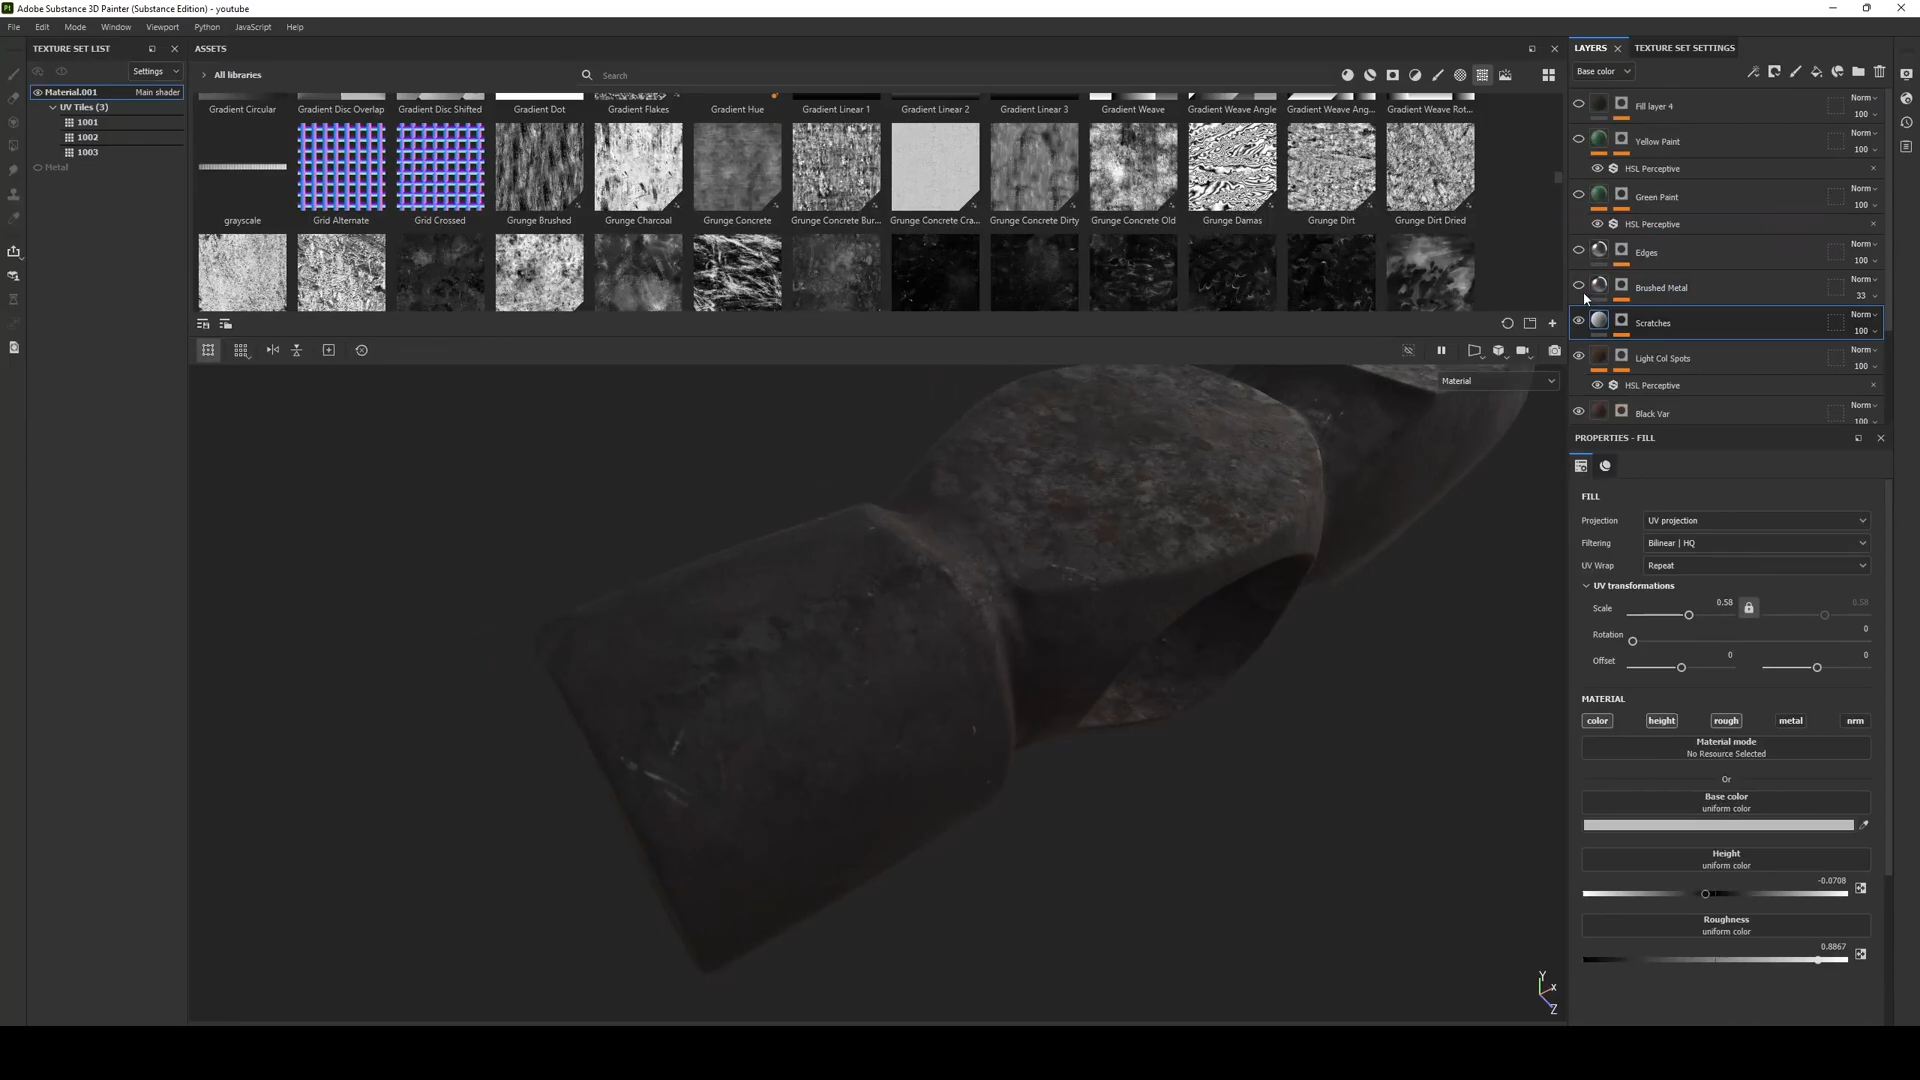 Adobe Substance 3D Painter (Substance Edition) - youtube
File Edit Mode Window Viewport Python JavaScript Help
TEXTURE SET LIST
Settings
Material.001 Main shader
UV Tiles (3)
1001
1002
1003
Metal
ASSETS
All libraries
Search
Gradient Circular Gradient Disc Overlap Gradient Disc Shifted Gradient Dot Gradient Flakes Gradient Hue Gradient Linear 1 Gradient Linear 2 Gradient Linear 3 Gradient Weave Gradient Weave Angle Gradient Weave Ang... Gradient Weave Rot...
grayscale Grid Alternate Grid Crossed Grunge Brushed Grunge Charcoal Grunge Concrete Grunge Concrete Bur... Grunge Concrete Cra... Grunge Concrete Dirty Grunge Concrete Old Grunge Damas Grunge Dirt Grunge Dirt Dried
Material
Y
X
Z
LAYERS TEXTURE SET SETTINGS
Base color
Fill layer 4 Norm 100
Yellow Paint Norm 100
HSL Perceptive
Green Paint Norm 100
HSL Perceptive
Edges Norm 100
Brushed Metal Norm 33
Scratches Norm 100
Light Col Spots Norm 100
HSL Perceptive
Black Var Norm 100
PROPERTIES - FILL
FILL
Projection UV projection
Filtering Bilinear | HQ
UV Wrap Repeat
UV transformations
Scale 0.58 0.58
Rotation 0
Offset 0 0
MATERIAL
color height rough metal nrm
Material mode
No Resource Selected
Or
Base color
uniform color
Height
uniform color
-0.0708
Roughness
uniform color
0.8867